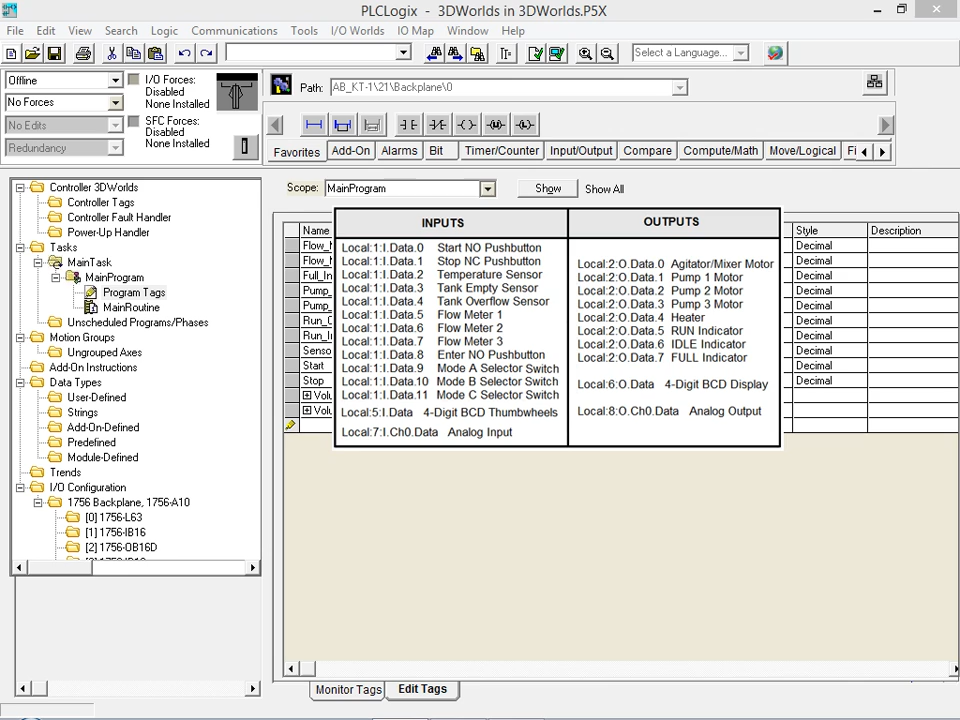 PLCLogix - 3DWorlds in 3DWorlds.P5X
File Edit View Search Logic Communications Tools I/O Worlds IO Map Window Help
Select a Language...
Offline
No Forces
No Edits
Redundancy
I/O Forces:
Disabled
None Installed
SFC Forces:
Disabled
None Installed
Path: AB_KT-1\21\Backplane\0
Favorites Add-On Alarms Bit Timer/Counter Input/Output Compare Compute/Math Move/Logical
Controller 3DWorlds
Controller Tags
Controller Fault Handler
Power-Up Handler
Tasks
MainTask
MainProgram
Program Tags
MainRoutine
Unscheduled Programs/Phases
Motion Groups
Ungrouped Axes
Add-On Instructions
Data Types
User-Defined
Strings
Add-On-Defined
Predefined
Module-Defined
Trends
I/O Configuration
1756 Backplane, 1756-A10
[0] 1756-L63
[1] 1756-IB16
[2] 1756-OB16D
Scope: MainProgram Show Show All
Name Style Description
Start
Stop
Decimal
Decimal
Decimal
Decimal
Decimal
Decimal
Decimal
Decimal
Decimal
Decimal
INPUTS
Local:1:I.Data.0 Start NO Pushbutton
Local:1:I.Data.1 Stop NC Pushbutton
Local:1:I.Data.2 Temperature Sensor
Local:1:I.Data.3 Tank Empty Sensor
Local:1:I.Data.4 Tank Overflow Sensor
Local:1:I.Data.5 Flow Meter 1
Local:1:I.Data.6 Flow Meter 2
Local:1:I.Data.7 Flow Meter 3
Local:1:I.Data.8 Enter NO Pushbutton
Local:1:I.Data.9 Mode A Selector Switch
Local:1:I.Data.10 Mode B Selector Switch
Local:1:I.Data.11 Mode C Selector Switch
Local:5:I.Data 4-Digit BCD Thumbwheels
Local:7:I.Ch0.Data Analog Input
OUTPUTS
Local:2:O.Data.0 Agitator/Mixer Motor
Local:2:O.Data.1 Pump 1 Motor
Local:2:O.Data.2 Pump 2 Motor
Local:2:O.Data.3 Pump 3 Motor
Local:2:O.Data.4 Heater
Local:2:O.Data.5 RUN Indicator
Local:2:O.Data.6 IDLE Indicator
Local:2:O.Data.7 FULL Indicator
Local:6:O.Data 4-Digit BCD Display
Local:8:O.Ch0.Data Analog Output
Monitor Tags Edit Tags